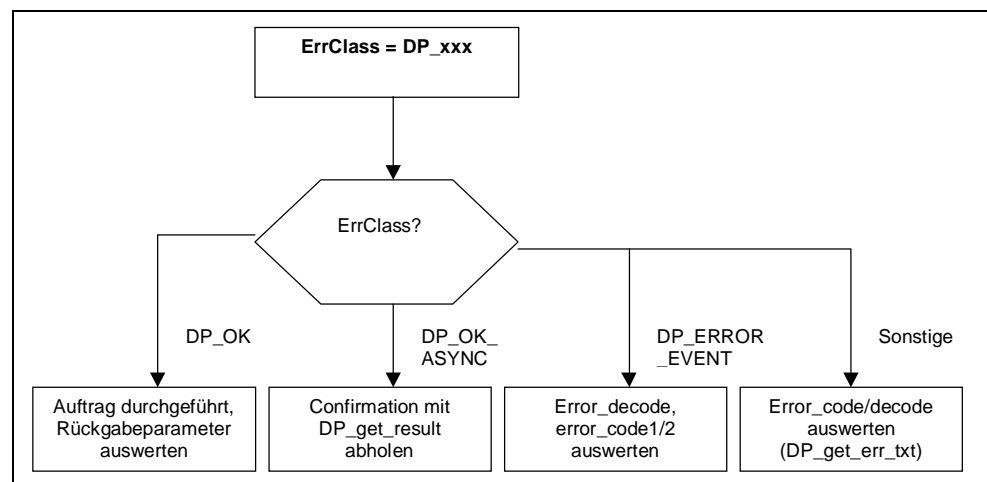 ErrClass = DP_xxx
ErrClass?
DP_OK
DP_OK_
ASYNC
DP_ERROR
_EVENT
Sonstige
Auftrag durchgeführt,
Rückgabeparameter
auswerten
Confirmation mit
DP_get_result
abholen
Error_decode,
error_code1/2
auswerten
Error_code/decode
auswerten
(DP_get_err_txt)